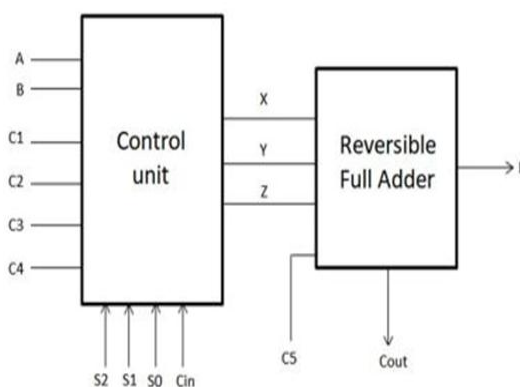 A
B
C1
C2
C3
C4
Control
unit
X
Y
Z
Reversible
Full Adder
S2
S1
S0
Cin
C5
Cout